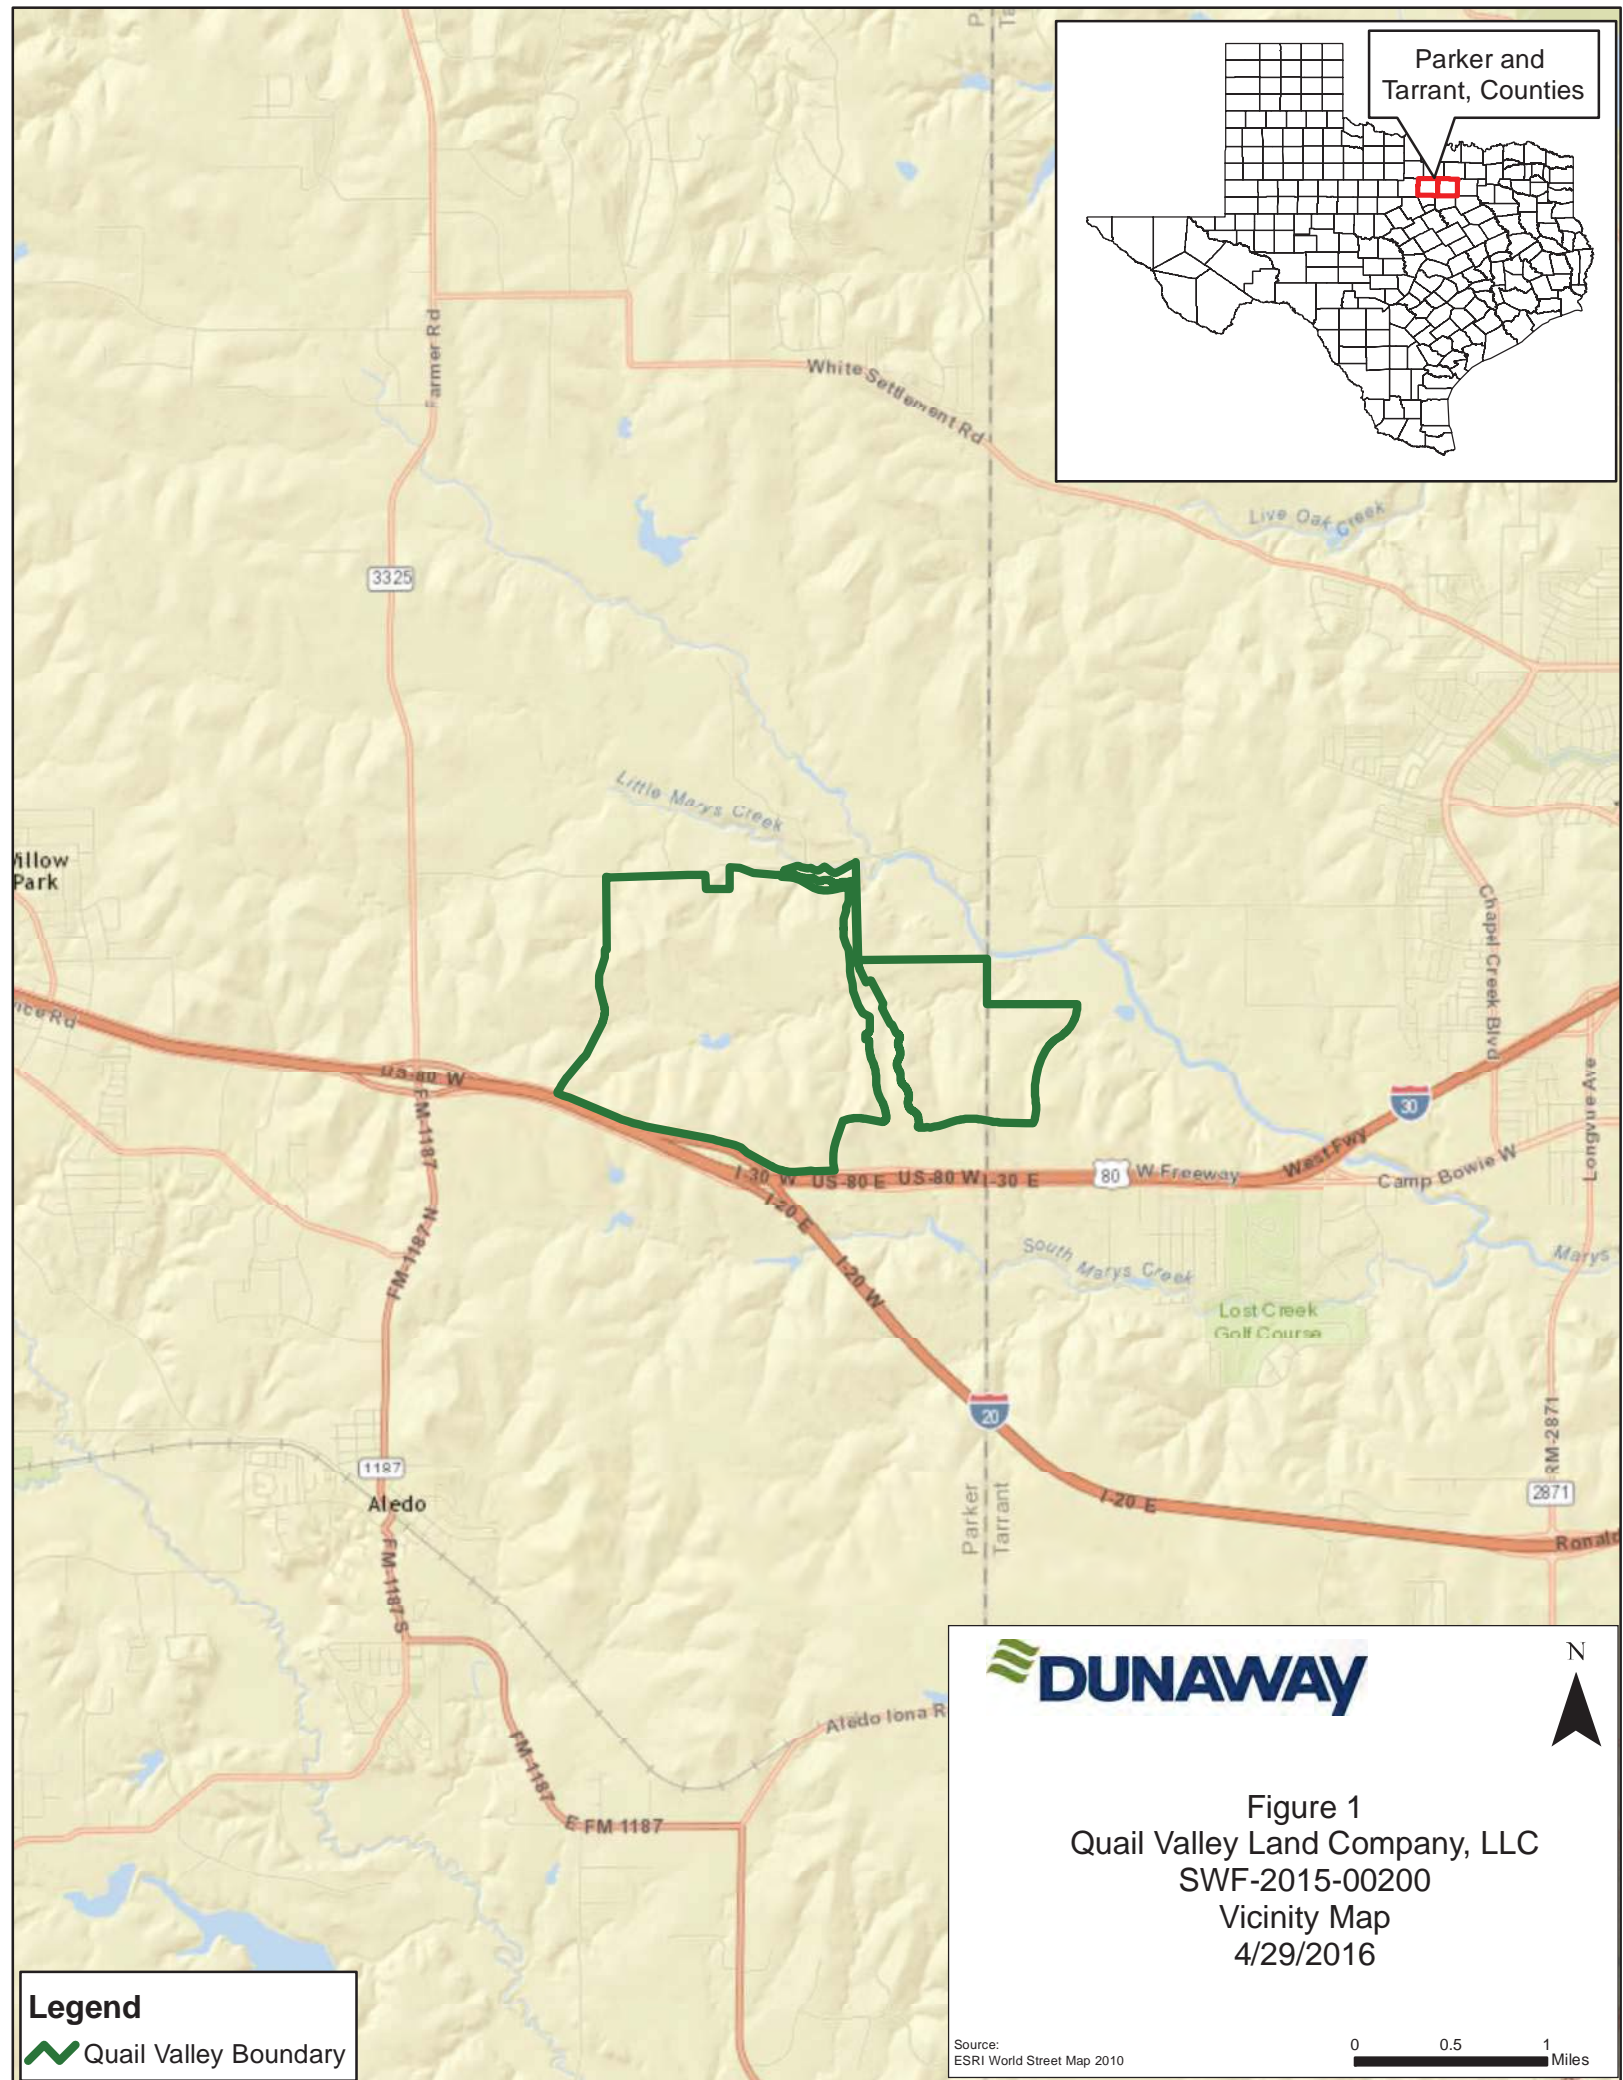 Parker and
Tarrant, Counties
Farmer Rd
White Settlement Rd
Live Oak Creek
3325
Little Marys Creek
Park
Chapel Creek Blvd
Longvue Ave
US-80 W
FM-1187
FM-1187 N
30
West Fwy
I-30 W
US-80 E
US-80 W
I-30 E
80
W Freeway
Camp Bowie W
I-20 E
I-20 W
South Marys Creek
Marys
Lost Creek
Golf Course
20
RM-2871
2871
1187
Aledo
Parker
Tarrant
I-20 E
FM-1187 S
Aledo Iona R
FM-1187
E FM 1187
DUNAWAY
N
Figure 1
Quail Valley Land Company, LLC
SWF-2015-00200
Vicinity Map
4/29/2016
Legend
Quail Valley Boundary
Source:
ESRI World Street Map 2010
0 0.5 1
Miles